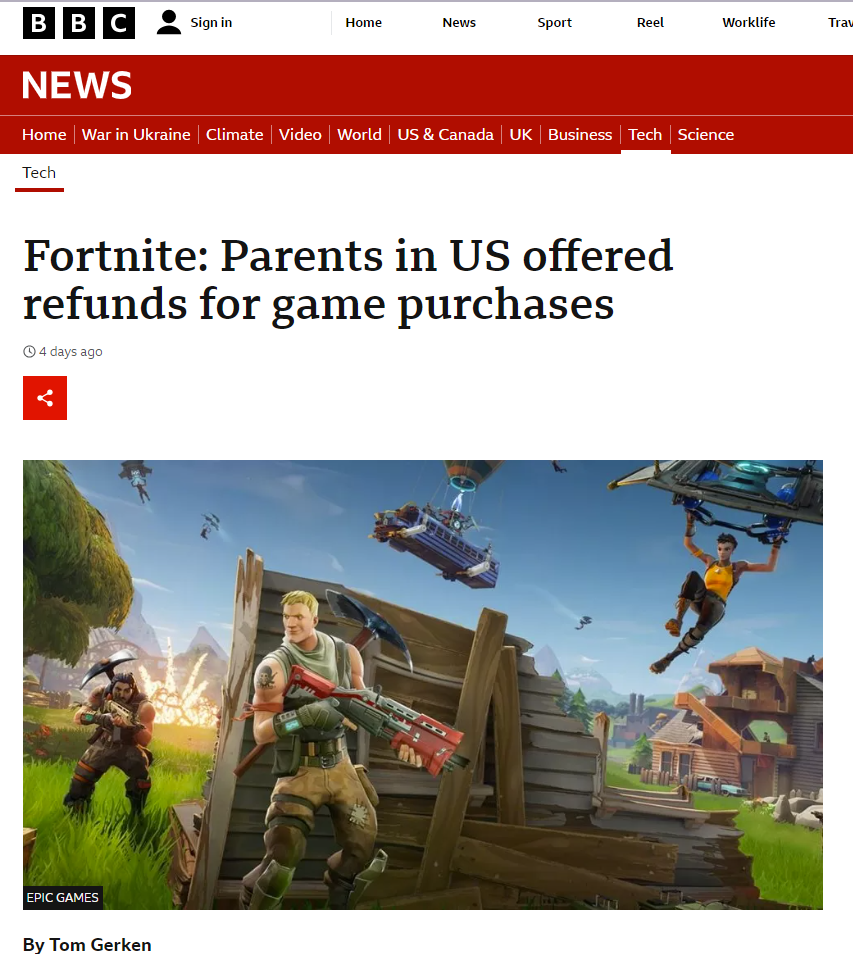 BBC Sign in Home News Sport Reel Worklife Trav
NEWS
Home War in Ukraine Climate Video World US & Canada UK Business Tech Science
Tech
Fortnite: Parents in US offered
refunds for game purchases
4 days ago
EPIC GAMES
By Tom Gerken